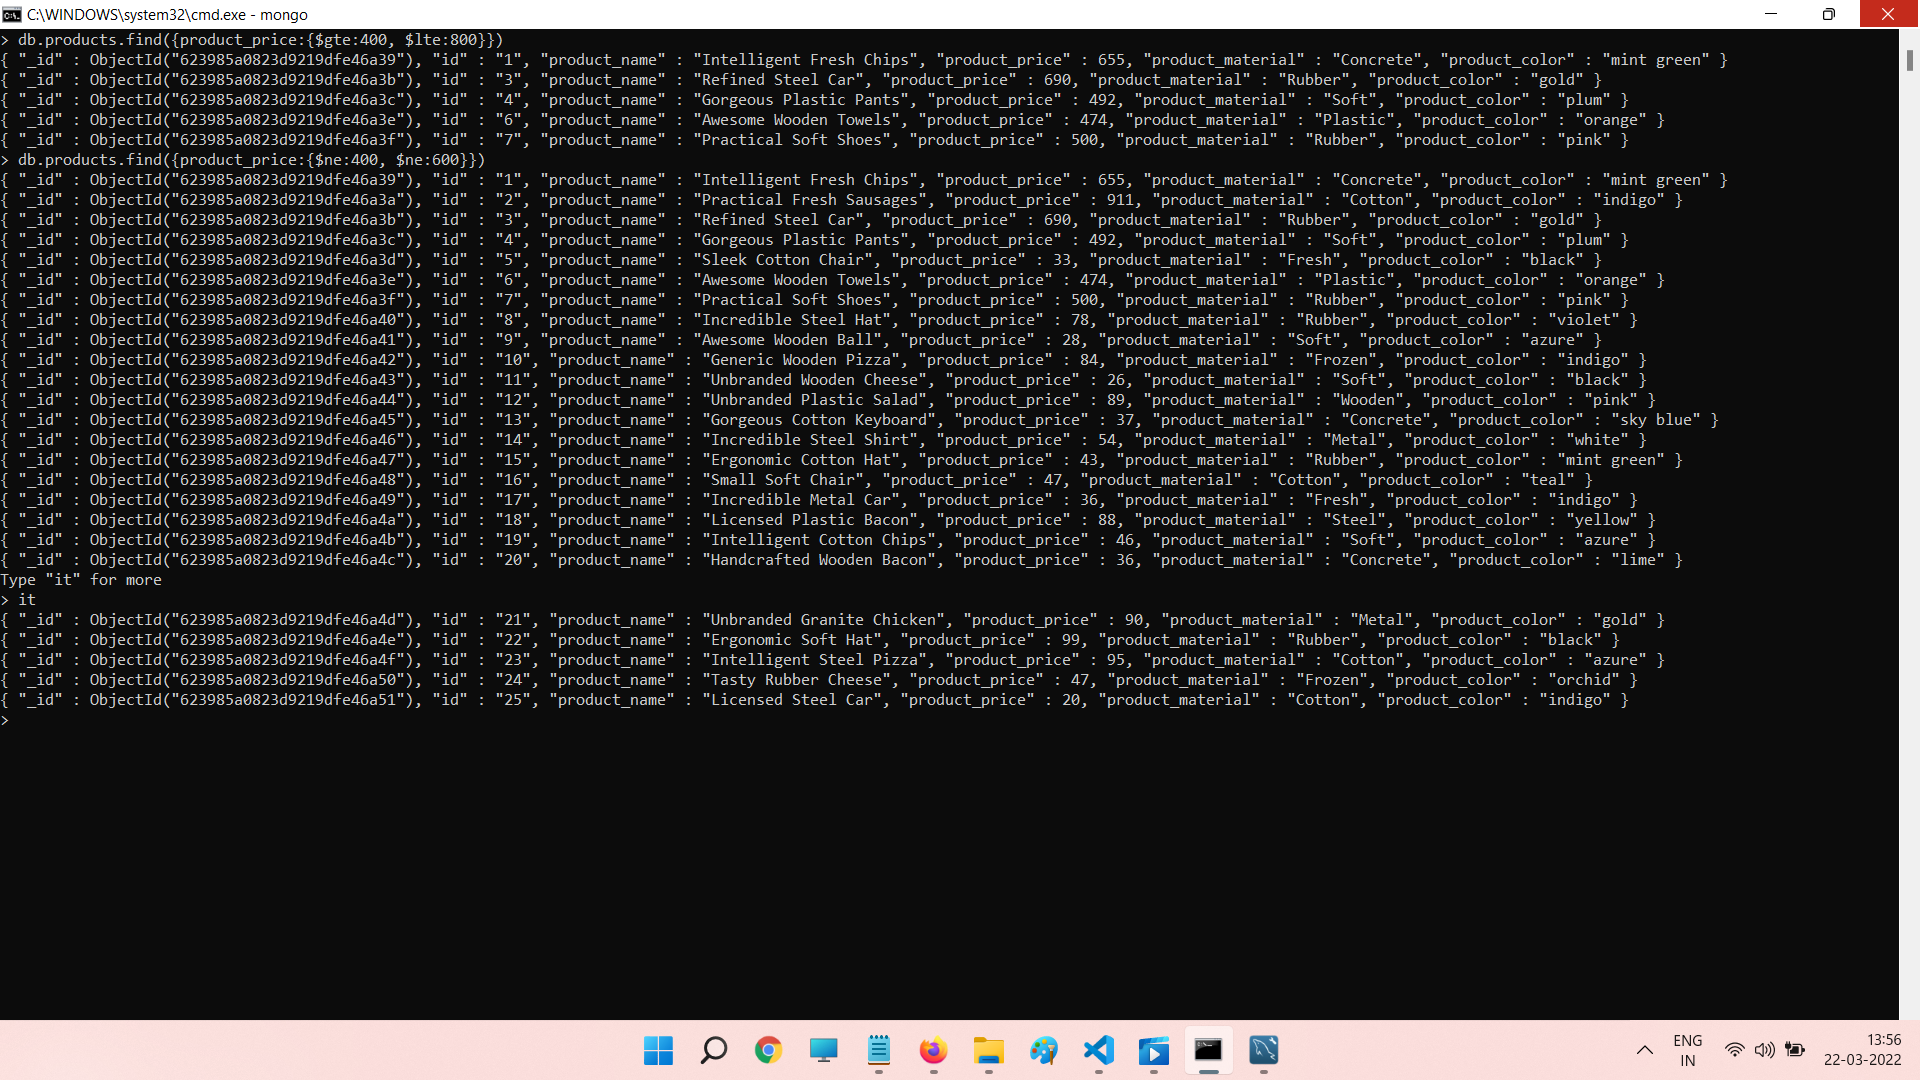 C:\WINDOWS\system32\cmd.exe - mongo
> db.products.find({product_price:{$gte:400, $lte:800}})
{ "_id" : ObjectId("623985a0823d9219dfe46a39"), "id" : "1", "product_name" : "Intelligent Fresh Chips", "product_price" : 655, "product_material" : "Concrete", "product_color" : "mint green" }
{ "_id" : ObjectId("623985a0823d9219dfe46a3b"), "id" : "3", "product_name" : "Refined Steel Car", "product_price" : 690, "product_material" : "Rubber", "product_color" : "gold" }
{ "_id" : ObjectId("623985a0823d9219dfe46a3c"), "id" : "4", "product_name" : "Gorgeous Plastic Pants", "product_price" : 492, "product_material" : "Soft", "product_color" : "plum" }
{ "_id" : ObjectId("623985a0823d9219dfe46a3e"), "id" : "6", "product_name" : "Awesome Wooden Towels", "product_price" : 474, "product_material" : "Plastic", "product_color" : "orange" }
{ "_id" : ObjectId("623985a0823d9219dfe46a3f"), "id" : "7", "product_name" : "Practical Soft Shoes", "product_price" : 500, "product_material" : "Rubber", "product_color" : "pink" }
> db.products.find({product_price:{$ne:400, $ne:600}})
{ "_id" : ObjectId("623985a0823d9219dfe46a39"), "id" : "1", "product_name" : "Intelligent Fresh Chips", "product_price" : 655, "product_material" : "Concrete", "product_color" : "mint green" }
{ "_id" : ObjectId("623985a0823d9219dfe46a3a"), "id" : "2", "product_name" : "Practical Fresh Sausages", "product_price" : 911, "product_material" : "Cotton", "product_color" : "indigo" }
{ "_id" : ObjectId("623985a0823d9219dfe46a3b"), "id" : "3", "product_name" : "Refined Steel Car", "product_price" : 690, "product_material" : "Rubber", "product_color" : "gold" }
{ "_id" : ObjectId("623985a0823d9219dfe46a3c"), "id" : "4", "product_name" : "Gorgeous Plastic Pants", "product_price" : 492, "product_material" : "Soft", "product_color" : "plum" }
{ "_id" : ObjectId("623985a0823d9219dfe46a3d"), "id" : "5", "product_name" : "Sleek Cotton Chair", "product_price" : 33, "product_material" : "Fresh", "product_color" : "black" }
{ "_id" : ObjectId("623985a0823d9219dfe46a3e"), "id" : "6", "product_name" : "Awesome Wooden Towels", "product_price" : 474, "product_material" : "Plastic", "product_color" : "orange" }
{ "_id" : ObjectId("623985a0823d9219dfe46a3f"), "id" : "7", "product_name" : "Practical Soft Shoes", "product_price" : 500, "product_material" : "Rubber", "product_color" : "pink" }
{ "_id" : ObjectId("623985a0823d9219dfe46a40"), "id" : "8", "product_name" : "Incredible Steel Hat", "product_price" : 78, "product_material" : "Rubber", "product_color" : "violet" }
{ "_id" : ObjectId("623985a0823d9219dfe46a41"), "id" : "9", "product_name" : "Awesome Wooden Ball", "product_price" : 28, "product_material" : "Soft", "product_color" : "azure" }
{ "_id" : ObjectId("623985a0823d9219dfe46a42"), "id" : "10", "product_name" : "Generic Wooden Pizza", "product_price" : 84, "product_material" : "Frozen", "product_color" : "indigo" }
{ "_id" : ObjectId("623985a0823d9219dfe46a43"), "id" : "11", "product_name" : "Unbranded Wooden Cheese", "product_price" : 26, "product_material" : "Soft", "product_color" : "black" }
{ "_id" : ObjectId("623985a0823d9219dfe46a44"), "id" : "12", "product_name" : "Unbranded Plastic Salad", "product_price" : 89, "product_material" : "Wooden", "product_color" : "pink" }
{ "_id" : ObjectId("623985a0823d9219dfe46a45"), "id" : "13", "product_name" : "Gorgeous Cotton Keyboard", "product_price" : 37, "product_material" : "Concrete", "product_color" : "sky blue" }
{ "_id" : ObjectId("623985a0823d9219dfe46a46"), "id" : "14", "product_name" : "Incredible Steel Shirt", "product_price" : 54, "product_material" : "Metal", "product_color" : "white" }
{ "_id" : ObjectId("623985a0823d9219dfe46a47"), "id" : "15", "product_name" : "Ergonomic Cotton Hat", "product_price" : 43, "product_material" : "Rubber", "product_color" : "mint green" }
{ "_id" : ObjectId("623985a0823d9219dfe46a48"), "id" : "16", "product_name" : "Small Soft Chair", "product_price" : 47, "product_material" : "Cotton", "product_color" : "teal" }
{ "_id" : ObjectId("623985a0823d9219dfe46a49"), "id" : "17", "product_name" : "Incredible Metal Car", "product_price" : 36, "product_material" : "Fresh", "product_color" : "indigo" }
{ "_id" : ObjectId("623985a0823d9219dfe46a4a"), "id" : "18", "product_name" : "Licensed Plastic Bacon", "product_price" : 88, "product_material" : "Steel", "product_color" : "yellow" }
{ "_id" : ObjectId("623985a0823d9219dfe46a4b"), "id" : "19", "product_name" : "Intelligent Cotton Chips", "product_price" : 46, "product_material" : "Soft", "product_color" : "azure" }
{ "_id" : ObjectId("623985a0823d9219dfe46a4c"), "id" : "20", "product_name" : "Handcrafted Wooden Bacon", "product_price" : 36, "product_material" : "Concrete", "product_color" : "lime" }
Type "it" for more
> it
{ "_id" : ObjectId("623985a0823d9219dfe46a4d"), "id" : "21", "product_name" : "Unbranded Granite Chicken", "product_price" : 90, "product_material" : "Metal", "product_color" : "gold" }
{ "_id" : ObjectId("623985a0823d9219dfe46a4e"), "id" : "22", "product_name" : "Ergonomic Soft Hat", "product_price" : 99, "product_material" : "Rubber", "product_color" : "black" }
{ "_id" : ObjectId("623985a0823d9219dfe46a4f"), "id" : "23", "product_name" : "Intelligent Steel Pizza", "product_price" : 95, "product_material" : "Cotton", "product_color" : "azure" }
{ "_id" : ObjectId("623985a0823d9219dfe46a50"), "id" : "24", "product_name" : "Tasty Rubber Cheese", "product_price" : 47, "product_material" : "Frozen", "product_color" : "orchid" }
{ "_id" : ObjectId("623985a0823d9219dfe46a51"), "id" : "25", "product_name" : "Licensed Steel Car", "product_price" : 20, "product_material" : "Cotton", "product_color" : "indigo" }
>
ENG
IN
13:56
22-03-2022